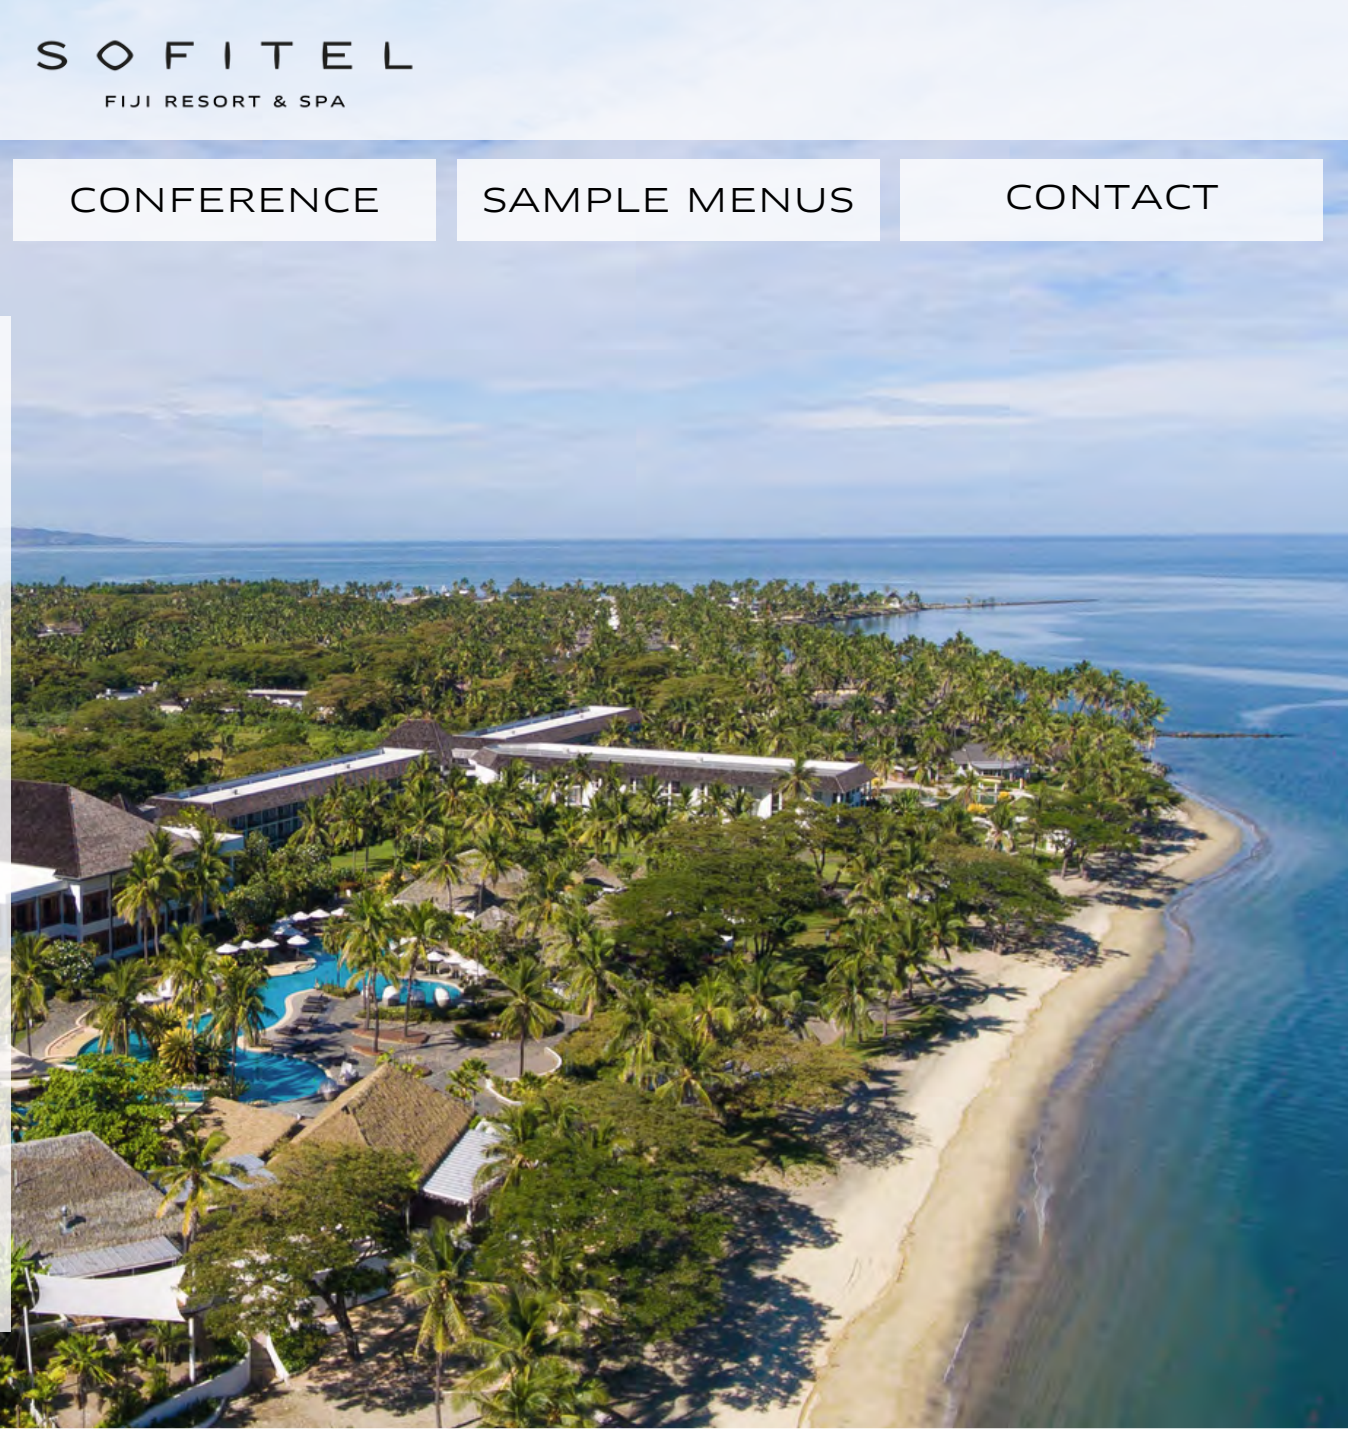 SOFITEL
FIJI RESORT & SPA
CONFERENCE
SAMPLE MENUS
CONTACT